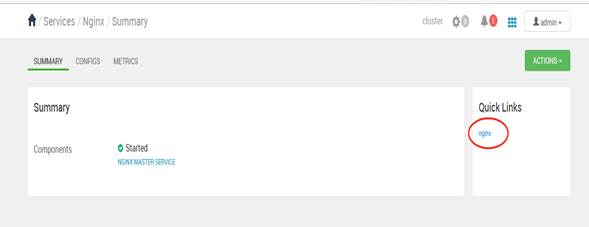 / Services / Nginx / Summary
cluster 0 1 admin
SUMMARY CONFIGS METRICS
ACTIONS
Summary
Quick Links
nginx
Components
Started
NGINX MASTER SERVICE